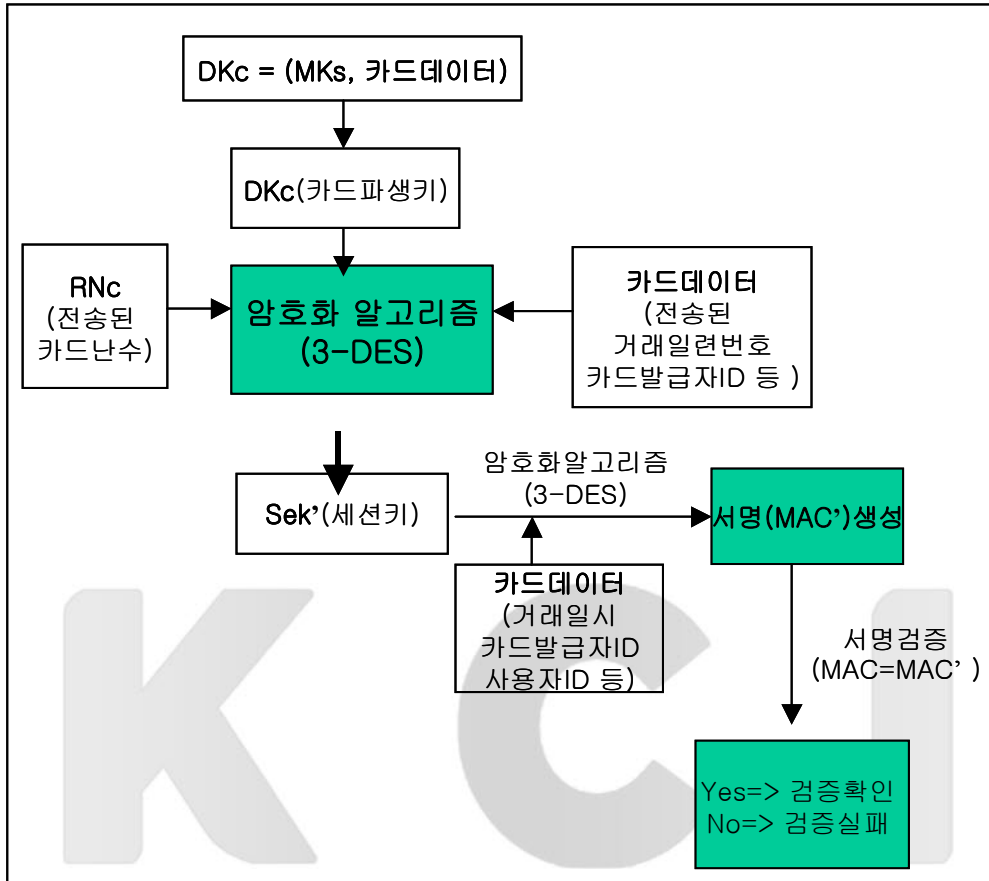 DKc = (MKs, 카드데이터)
DKc(카드파생키)
RNc
(전송된
카드난수)
암호화 알고리즘
(3-DES)
카드데이터
(전송된
거래일련번호
카드발급자ID 등 )
Sek’(세션키)
암호화알고리즘
(3-DES)
서명(MAC’)생성
카드데이터
(거래일시
카드발급자ID
사용자ID 등)
서명검증
(MAC=MAC’ )
Yes=> 검증확인
No=> 검증실패
KCI